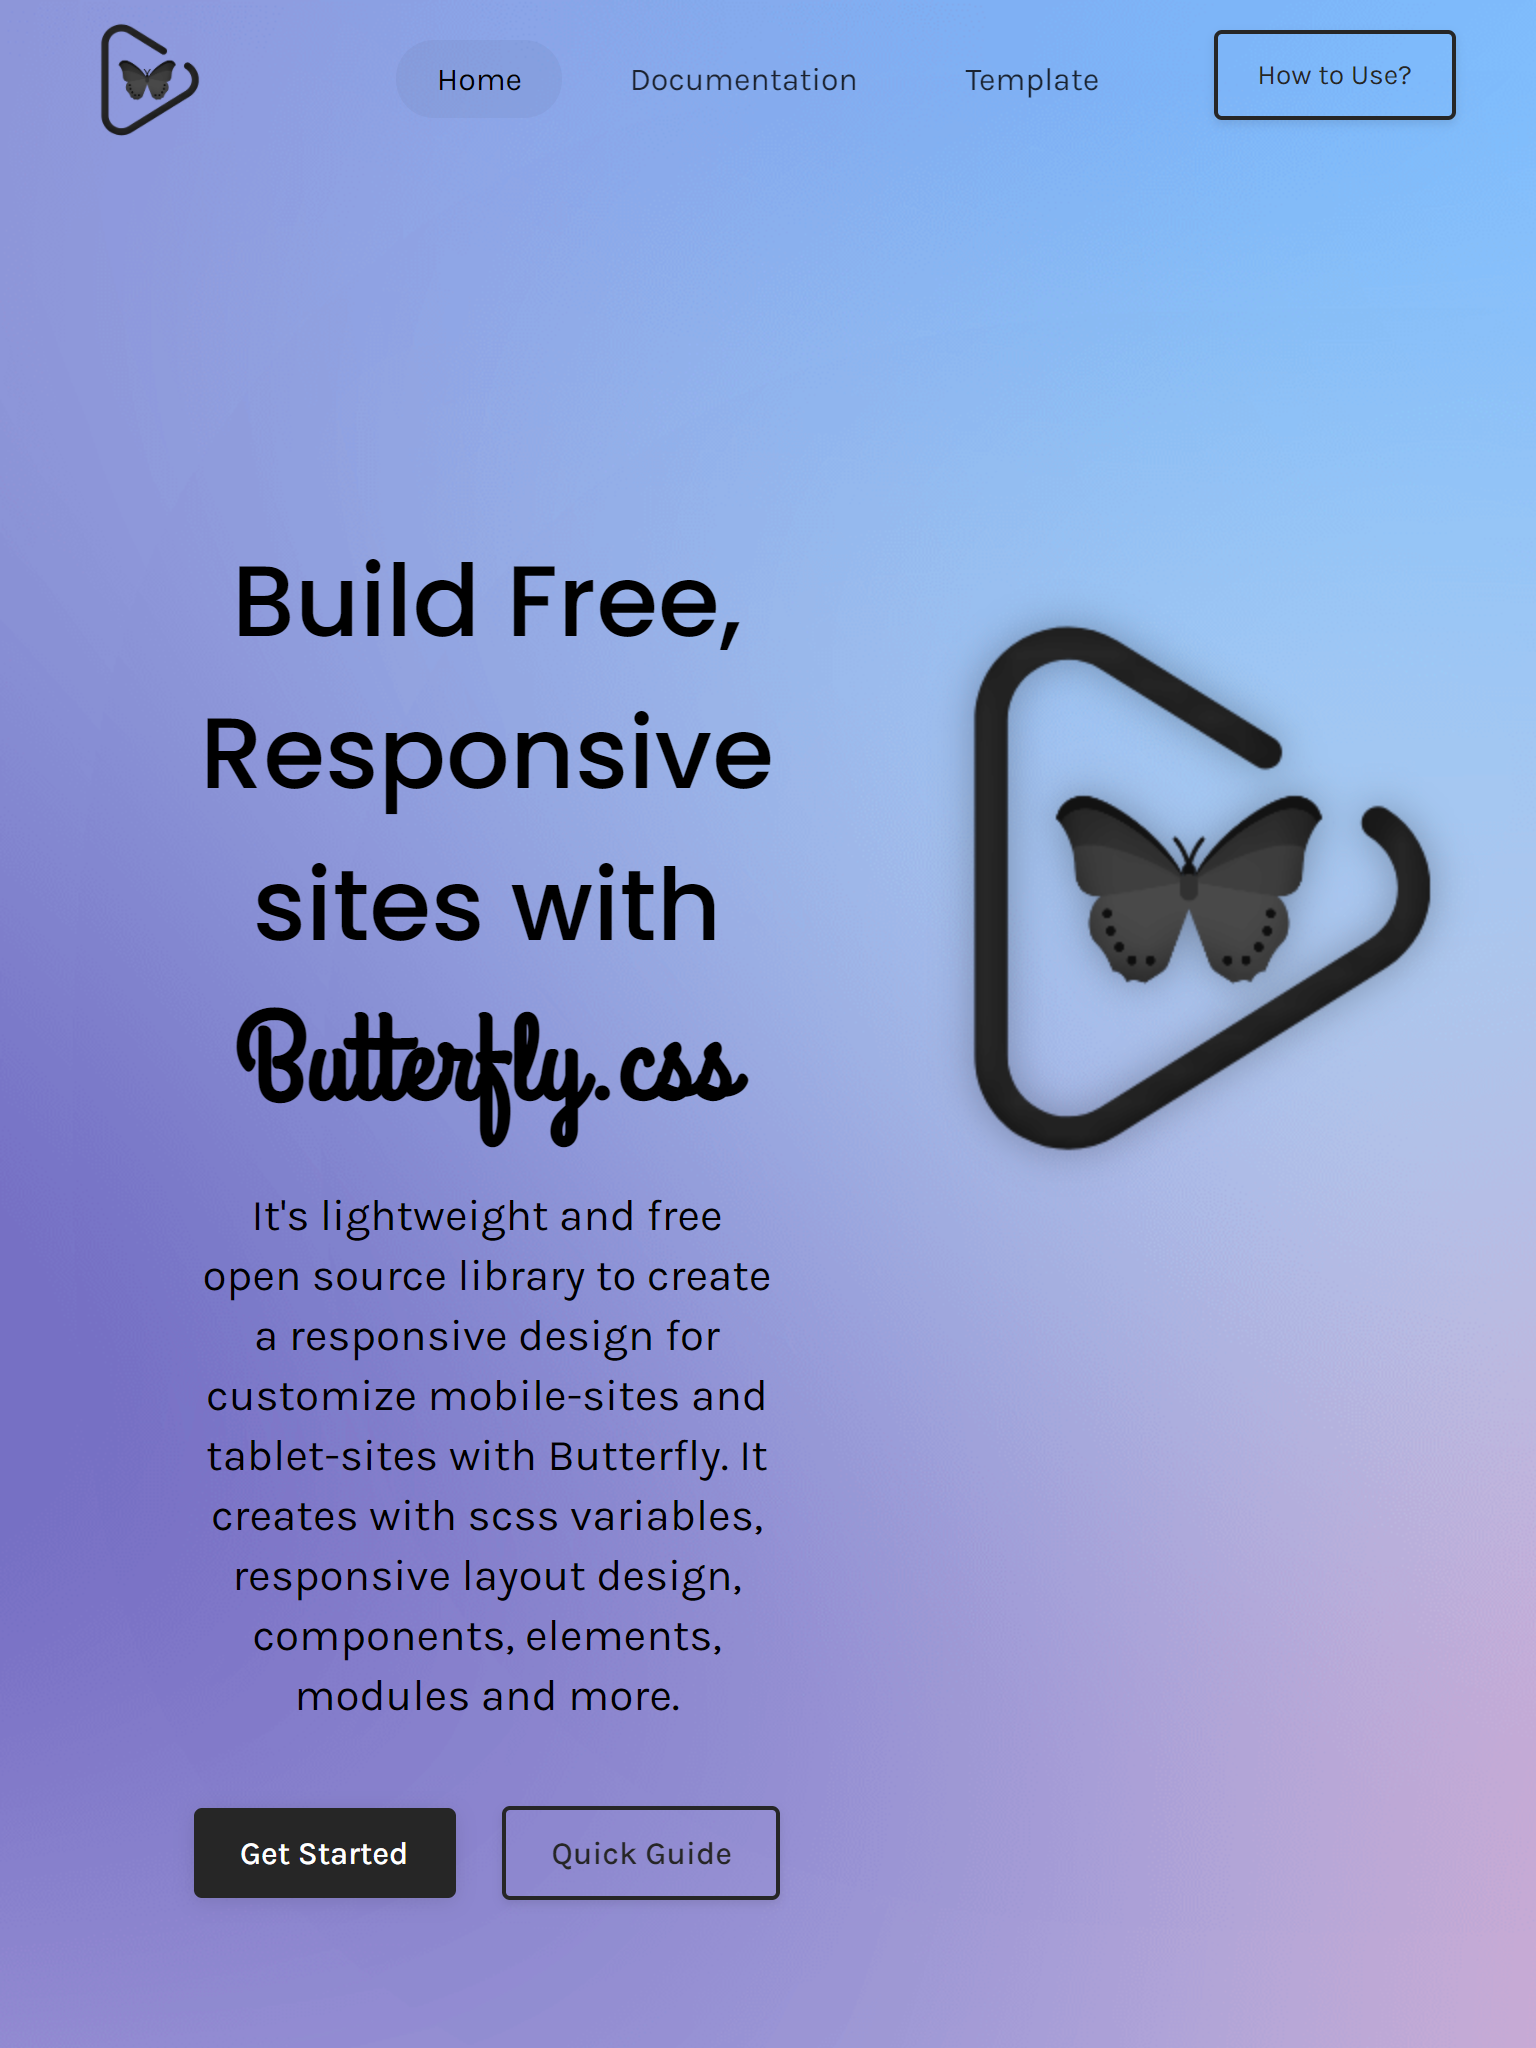 Home
Documentation
Template
How to Use?
Build Free,
Responsive
sites with
Butterfly.css
It's lightweight and free
open source library to create
a responsive design for
customize mobile-sites and
tablet-sites with Butterfly. It
creates with scss variables,
responsive layout design,
components, elements,
modules and more.
Get Started
Quick Guide